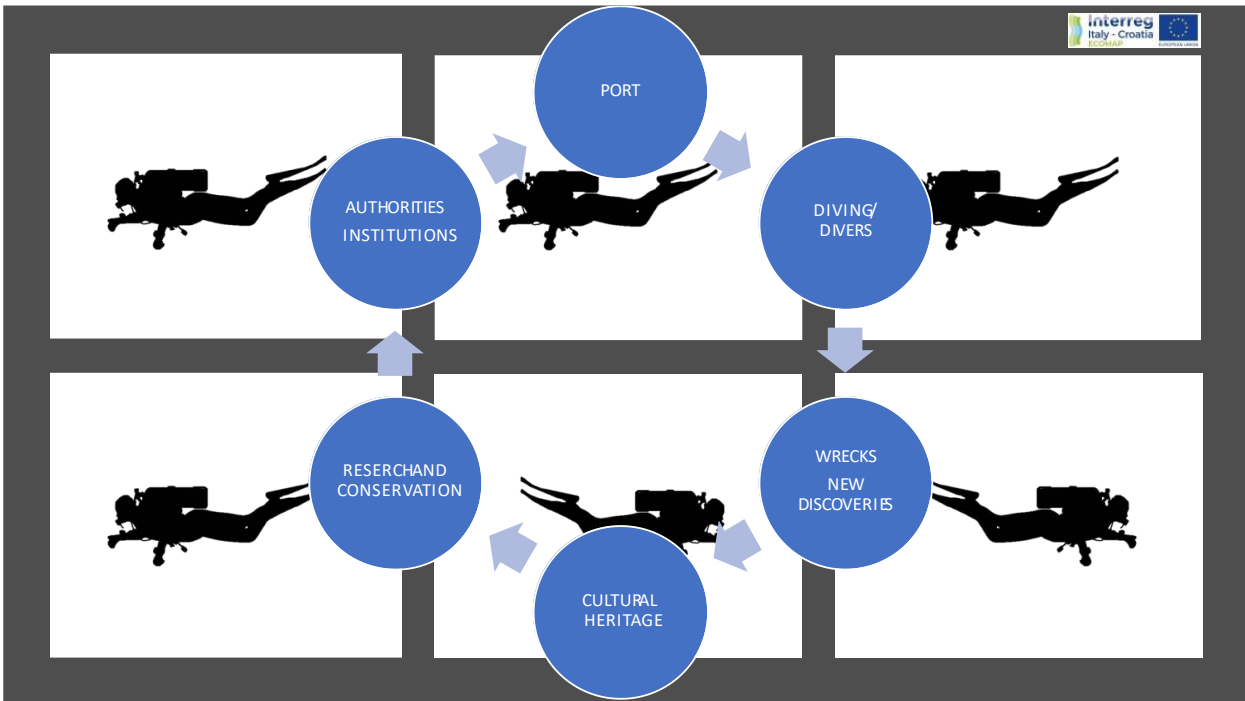 Interreg
Italy - Croatia
ECOMAP
EUROPEAN UNION
PORT
AUTHORITIES
INSTITUTIONS
DIVING/
DIVERS
RESERCHAND
CONSERVATION
WRECKS
NEW
DISCOVERIES
CULTURAL
HERITAGE